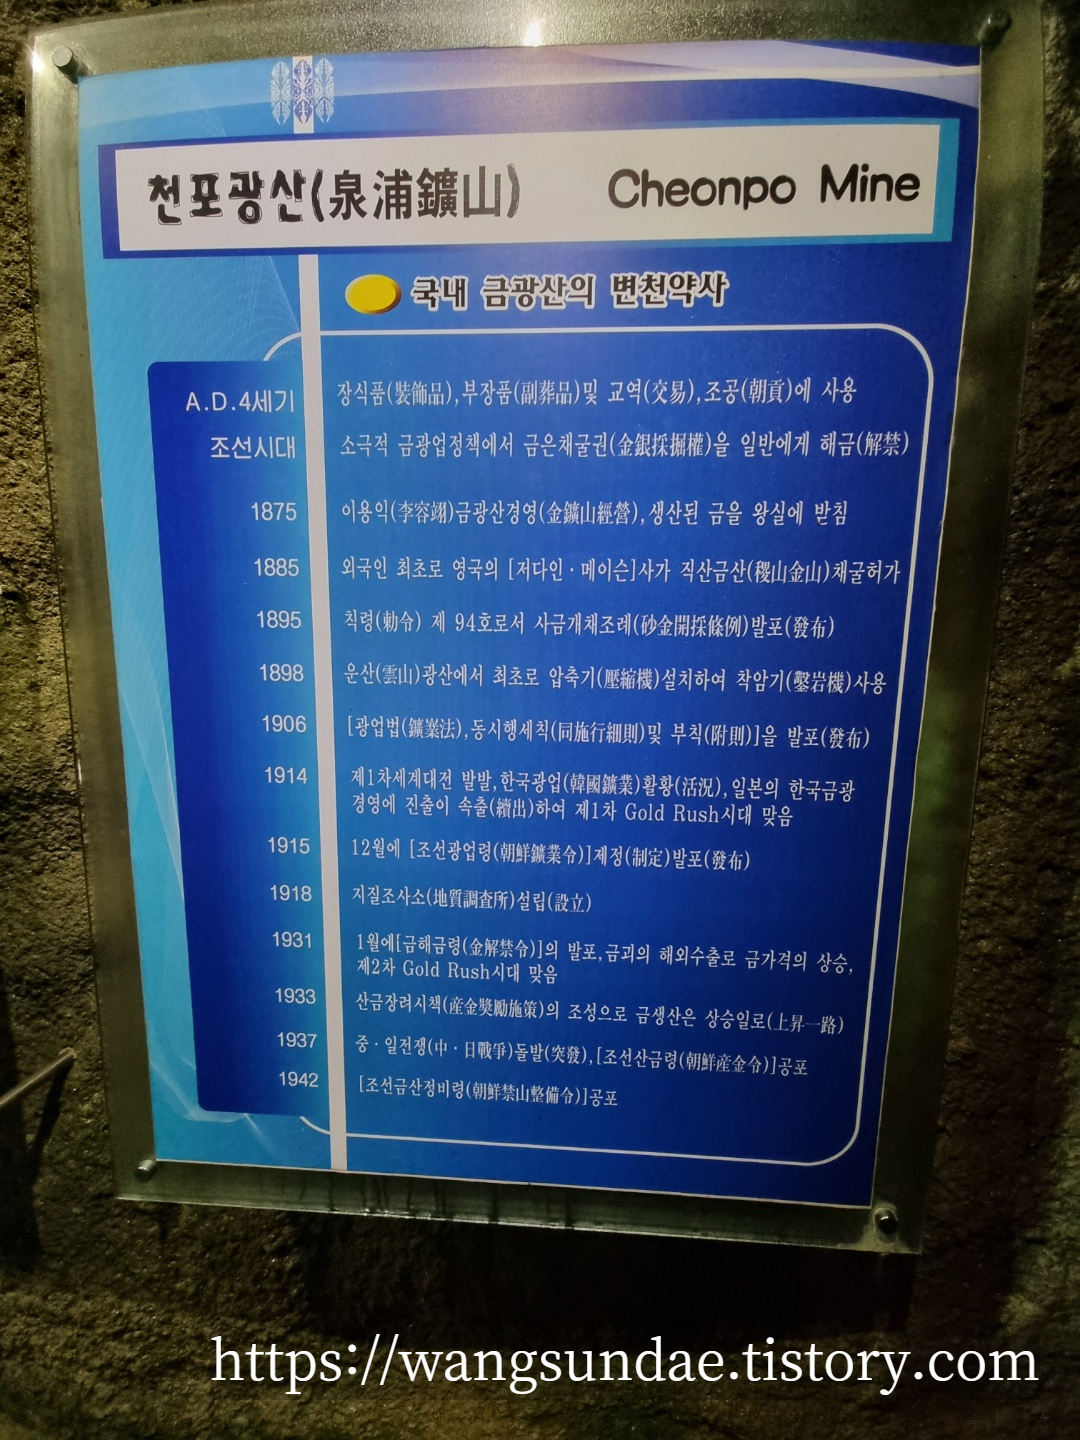 천포광산(泉浦鑛山) Cheonpo Mine
국내 금광산의 변천약사
A.D.4세기 장식품(裝飾品),부장품(副葬品)및 교역(交易),조공(朝貢)에 사용
조선시대 소극적 금광업정책에서 금은채굴권(金銀採掘權)을 일반에게 해금(解禁)
1875 이용익(李容翊)금광산경영(金鑛山經營),생산된 금을 왕실에 받침
1885 외국인 최초로 영국의 [저다인·메이슨]사가 직산금산(稷山金山)채굴허가
1895 칙령(勅令) 제 94호로서 사금개채조례(砂金開採條例)발포(發布)
1898 운산(雲山)광산에서 최초로 압축기(壓縮機)설치하여 착암기(鑿岩機)사용
1906 [광업법(鑛業法),동시행세칙(同施行細則)및 부칙(附則)]을 발포(發布)
1914 제1차세계대전 발발,한국광업(韓國鑛業)활황(活況),일본의 한국금광
경영에 진출이 속출(續出)하여 제1차 Gold Rush시대 맞음
1915 12월에 [조선광업령(朝鮮鑛業令)]제정(制定)발포(發布)
1918 지질조사소(地質調査所)설립(設立)
1931 1월에[금해금령(金解禁令)]의 발포,금괴의 해외수출로 금가격의 상승,
제2차 Gold Rush시대 맞음
1933 산금장려시책(産金獎勵施策)의 조성으로 금생산은 상승일로(上昇一路)
1937 중·일전쟁(中·日戰爭)돌발(突發),[조선산금령(朝鮮産金令)]공포
1942 [조선금산정비령(朝鮮禁山整備令)]공포
https://wangsundae.tistory.com